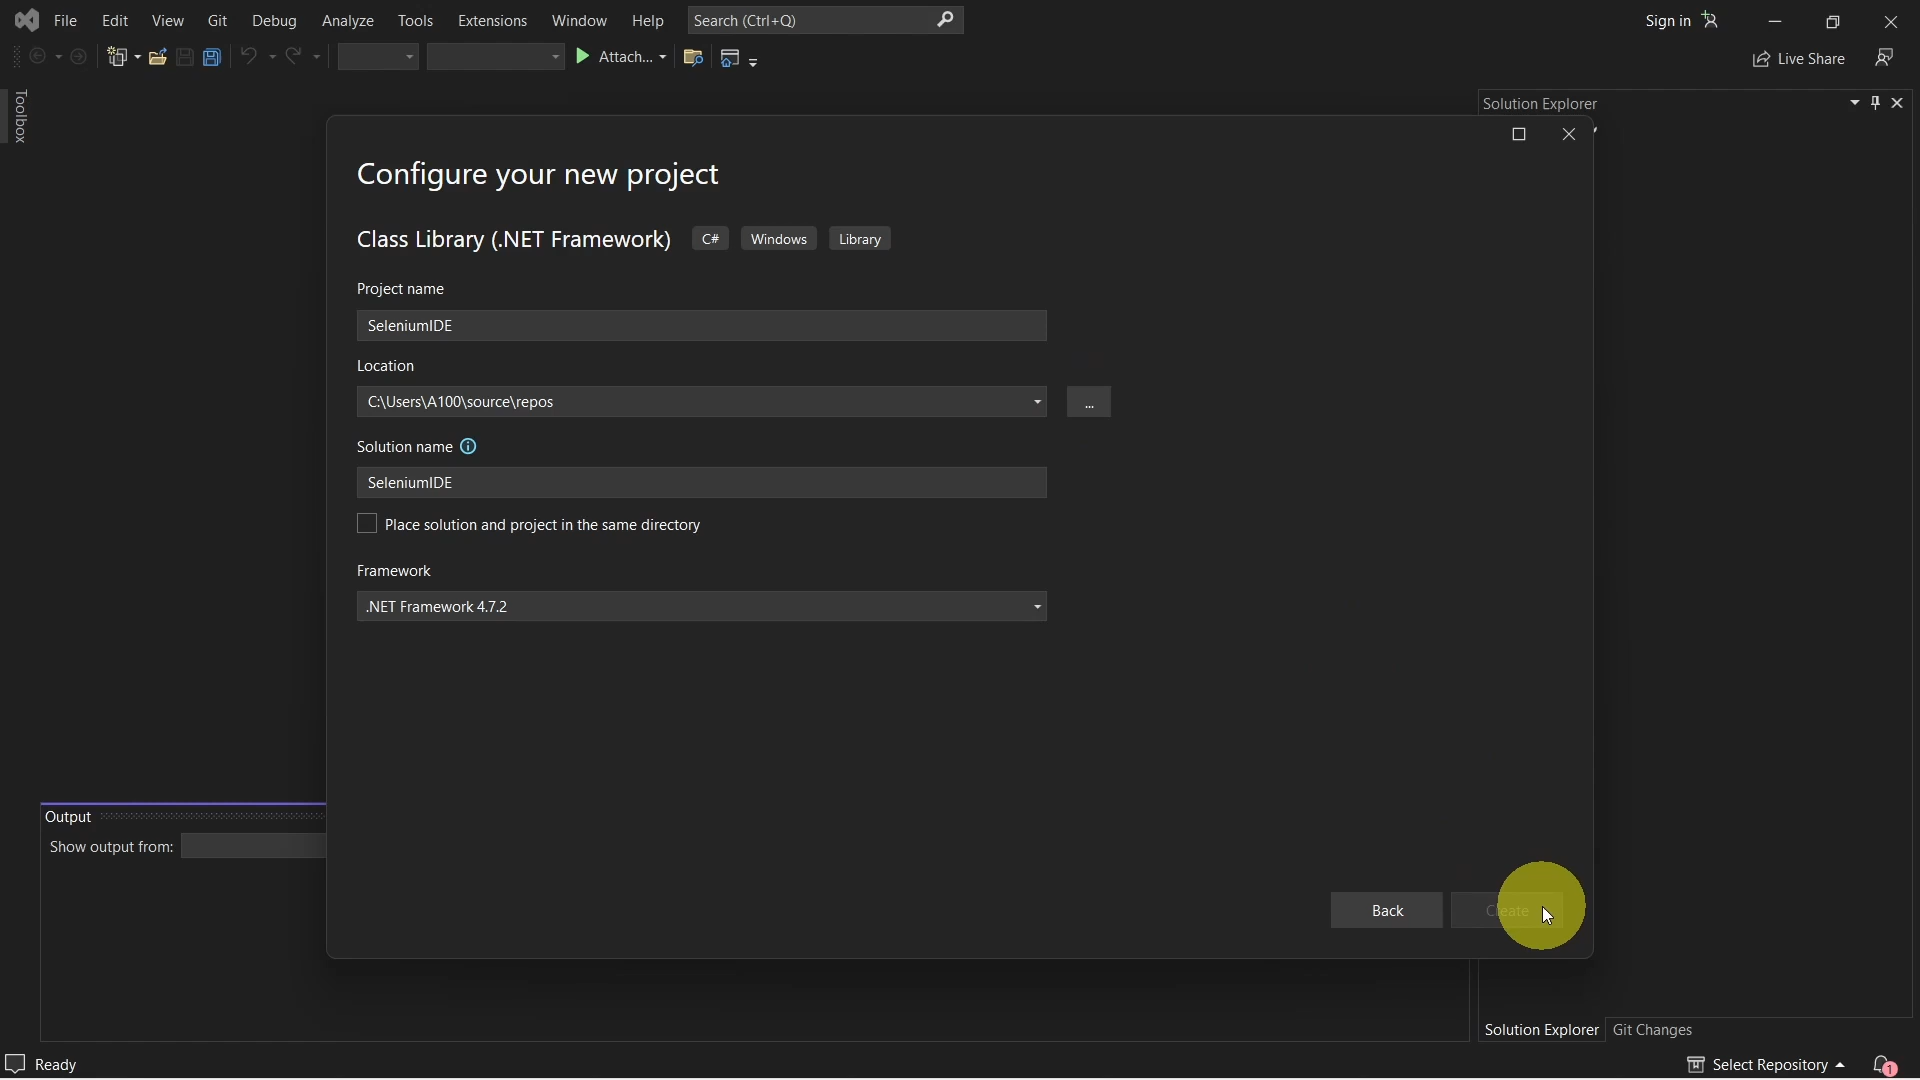 File Edit View Git Debug Analyze Tools Extensions Window Help Search (Ctrl+Q) Sign in
Attach... Live Share
Toolbox
Solution Explorer
Configure your new project
Class Library (.NET Framework) C# Windows Library
Project name
SeleniumIDE
Location
C:\Users\A100\source\repos
...
Solution name
SeleniumIDE
Place solution and project in the same directory
Framework
.NET Framework 4.7.2
Output
Show output from:
Back Create
Solution Explorer Git Changes
Ready Select Repository 1